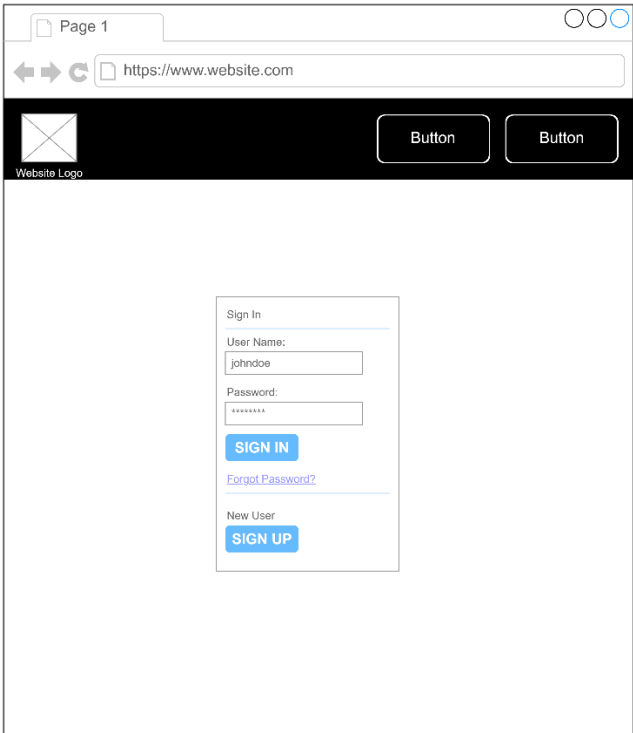 Page 1
https://www.website.com
Button Button
Website Logo
Sign In
User Name:
johndoe
Password:
********
SIGN IN
Forgot Password?
New User
SIGN UP